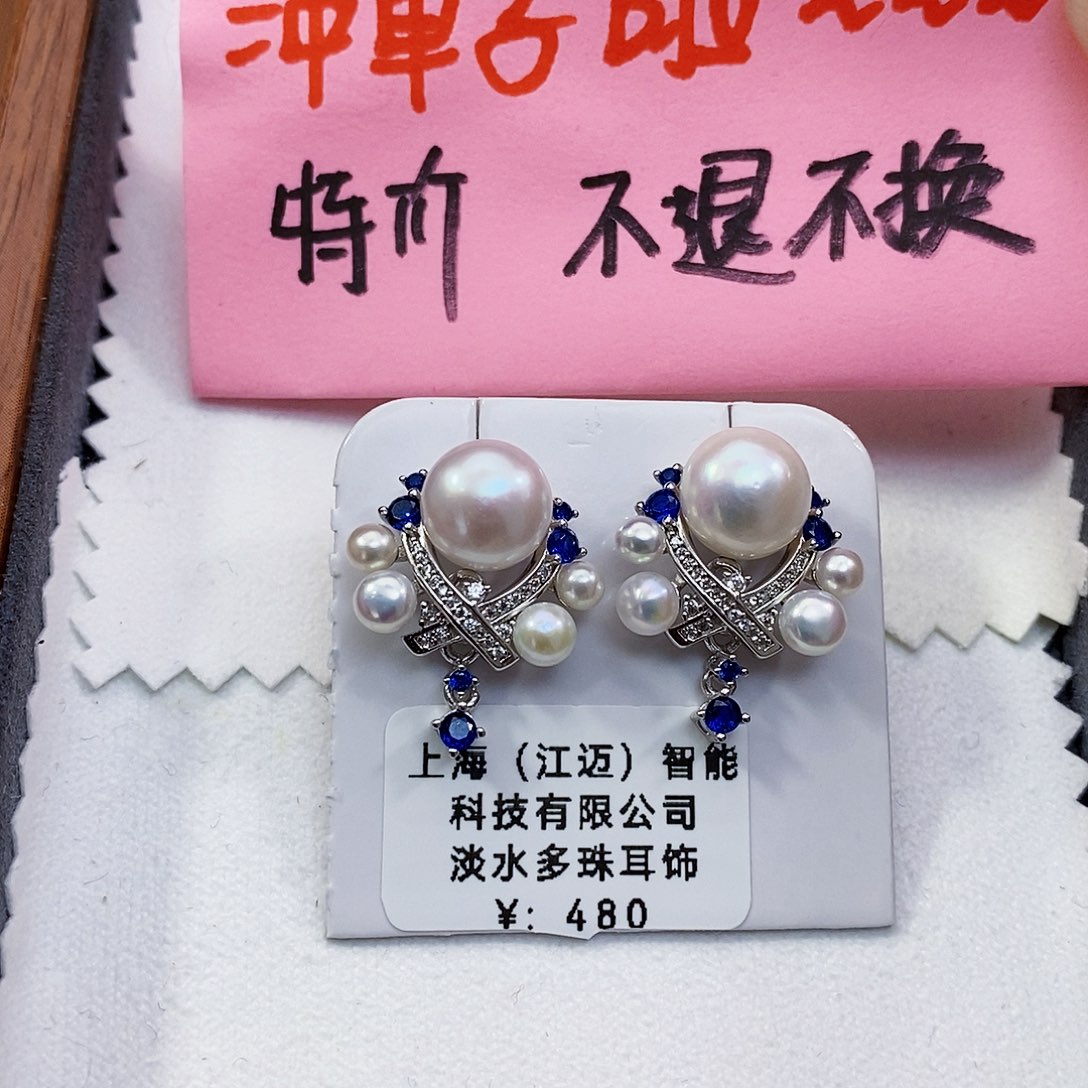 特价 不退不换
上海（江迈）智能
科技有限公司
淡水多珠耳饰
¥: 480